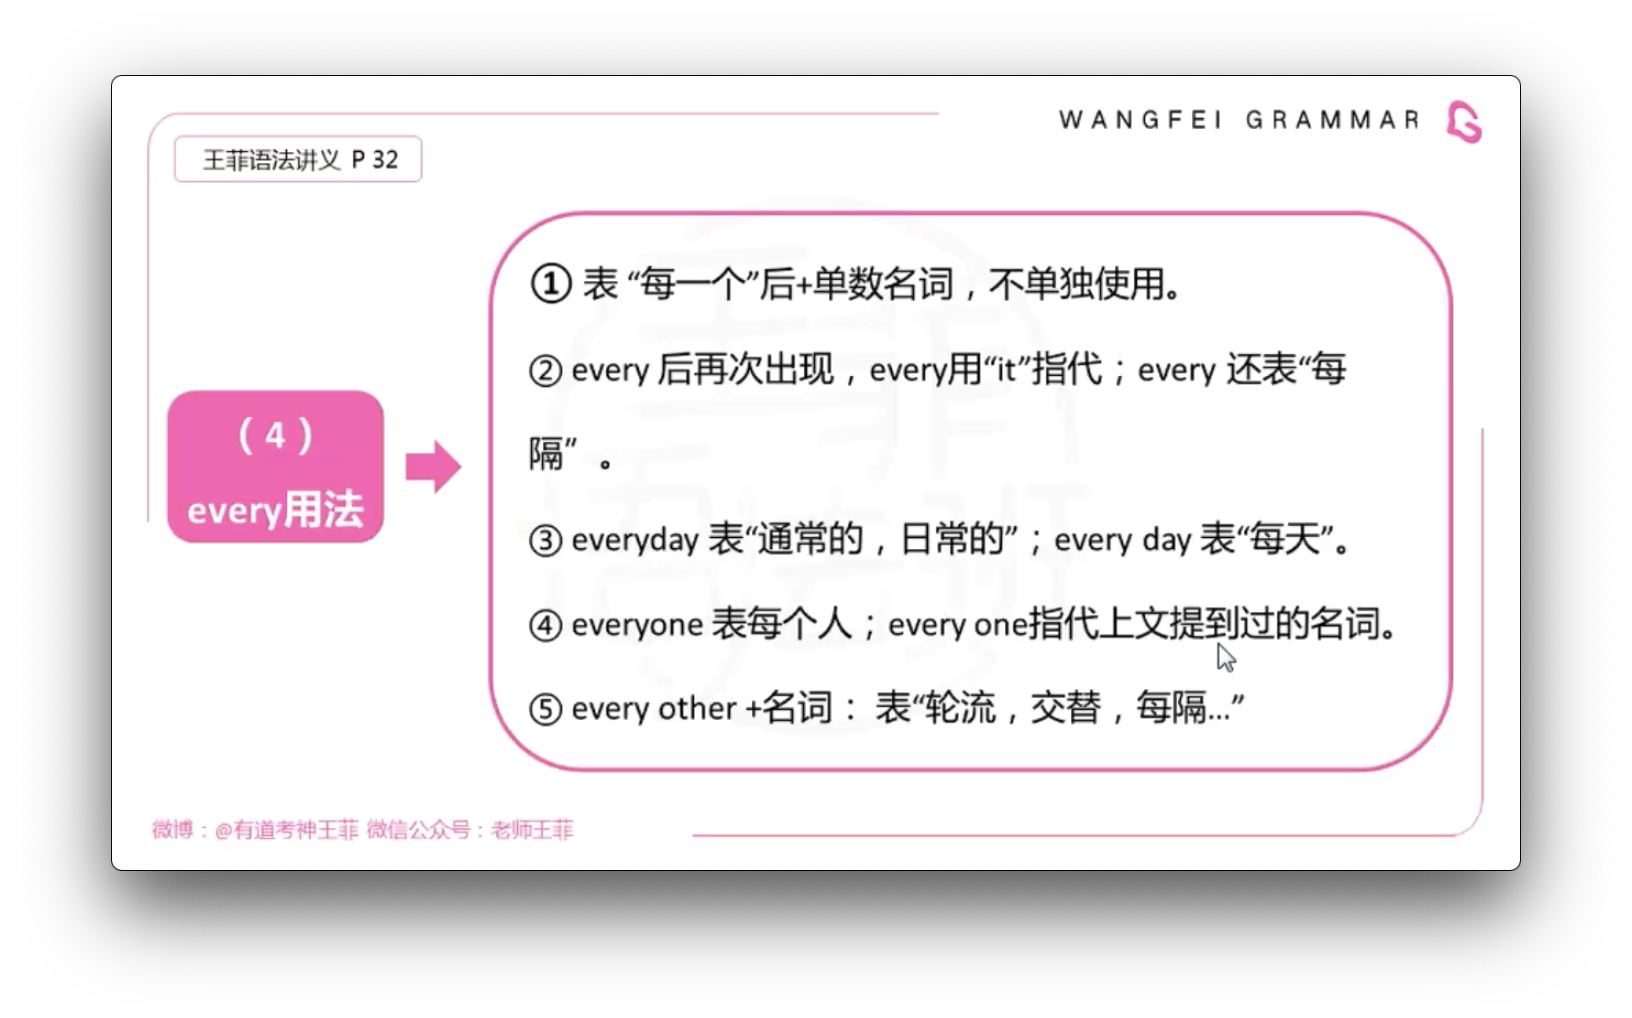 WANGFEI GRAMMAR
王菲语法讲义 P 32
（4）
every用法
① 表 “每一个”后+单数名词，不单独使用。
② every 后再次出现，every用“it”指代；every 还表“每
隔” 。
③ everyday 表“通常的，日常的”；every day 表“每天”。
④ everyone 表每个人；every one指代上文提到过的名词。
⑤ every other +名词： 表“轮流，交替，每隔...”
微博：@有道考神王菲 微信公众号：老师王菲